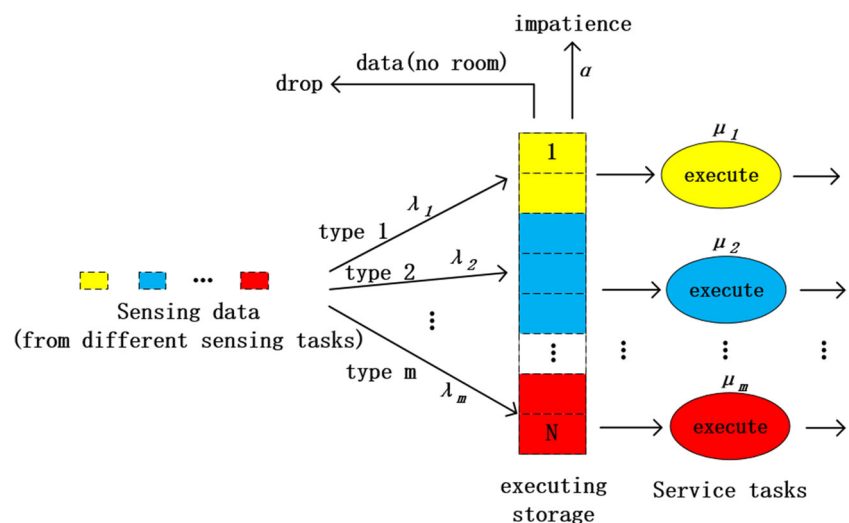 impatience
data(no room)
α
drop
μ1
1
execute
λ1
type 1
μ2
λ2
type 2
...
Sensing data
execute
(from different sensing tasks)
type m
λm
μm
execute
N
executing
storage
Service tasks